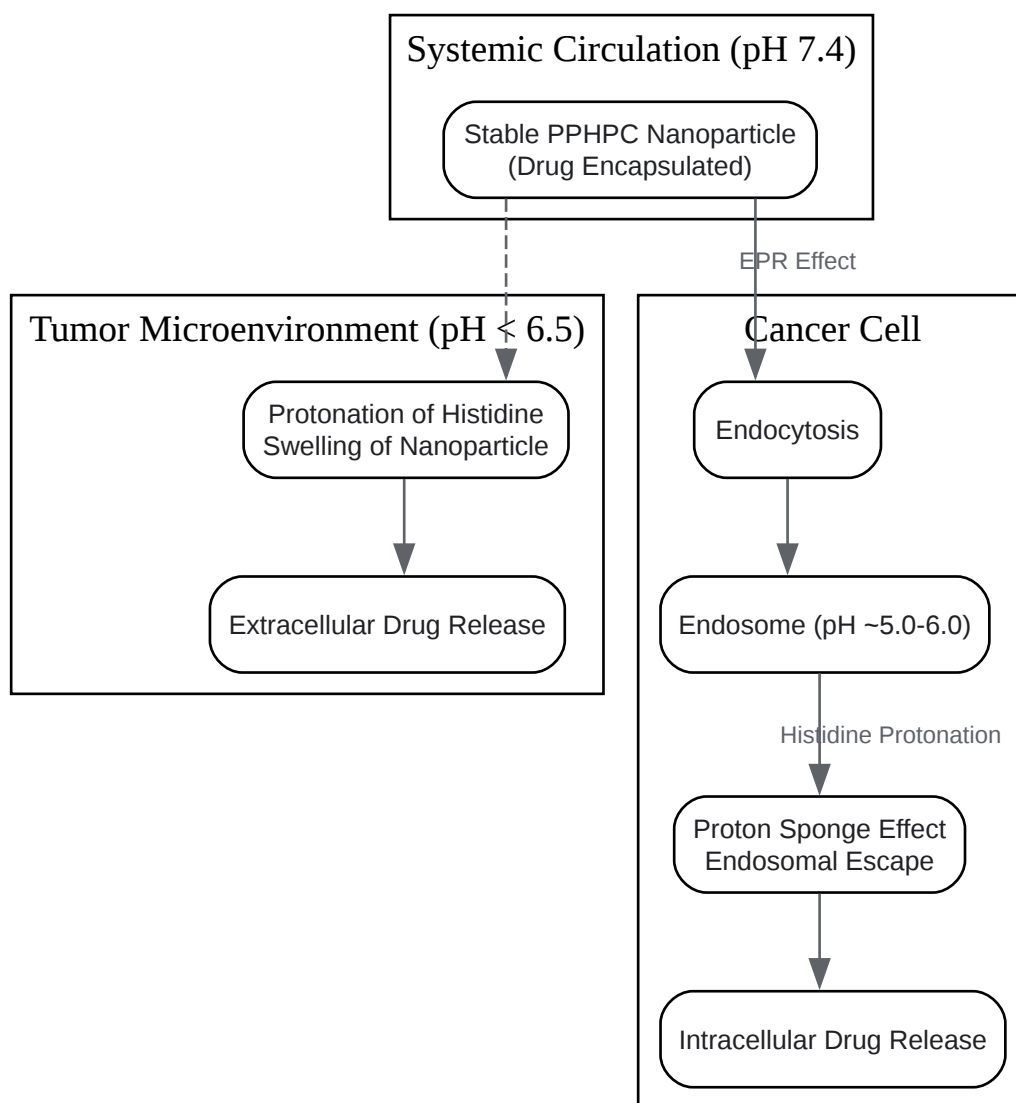 Systemic Circulation (pH 7.4)
Stable PPHPC Nanoparticle
(Drug Encapsulated)
EPR Effect
Tumor Microenvironment (pH < 6.5)
Protonation of Histidine
Swelling of Nanoparticle
Extracellular Drug Release
Cancer Cell
Endocytosis
Endosome (pH ~5.0-6.0)
Histidine Protonation
Proton Sponge Effect
Endosomal Escape
Intracellular Drug Release